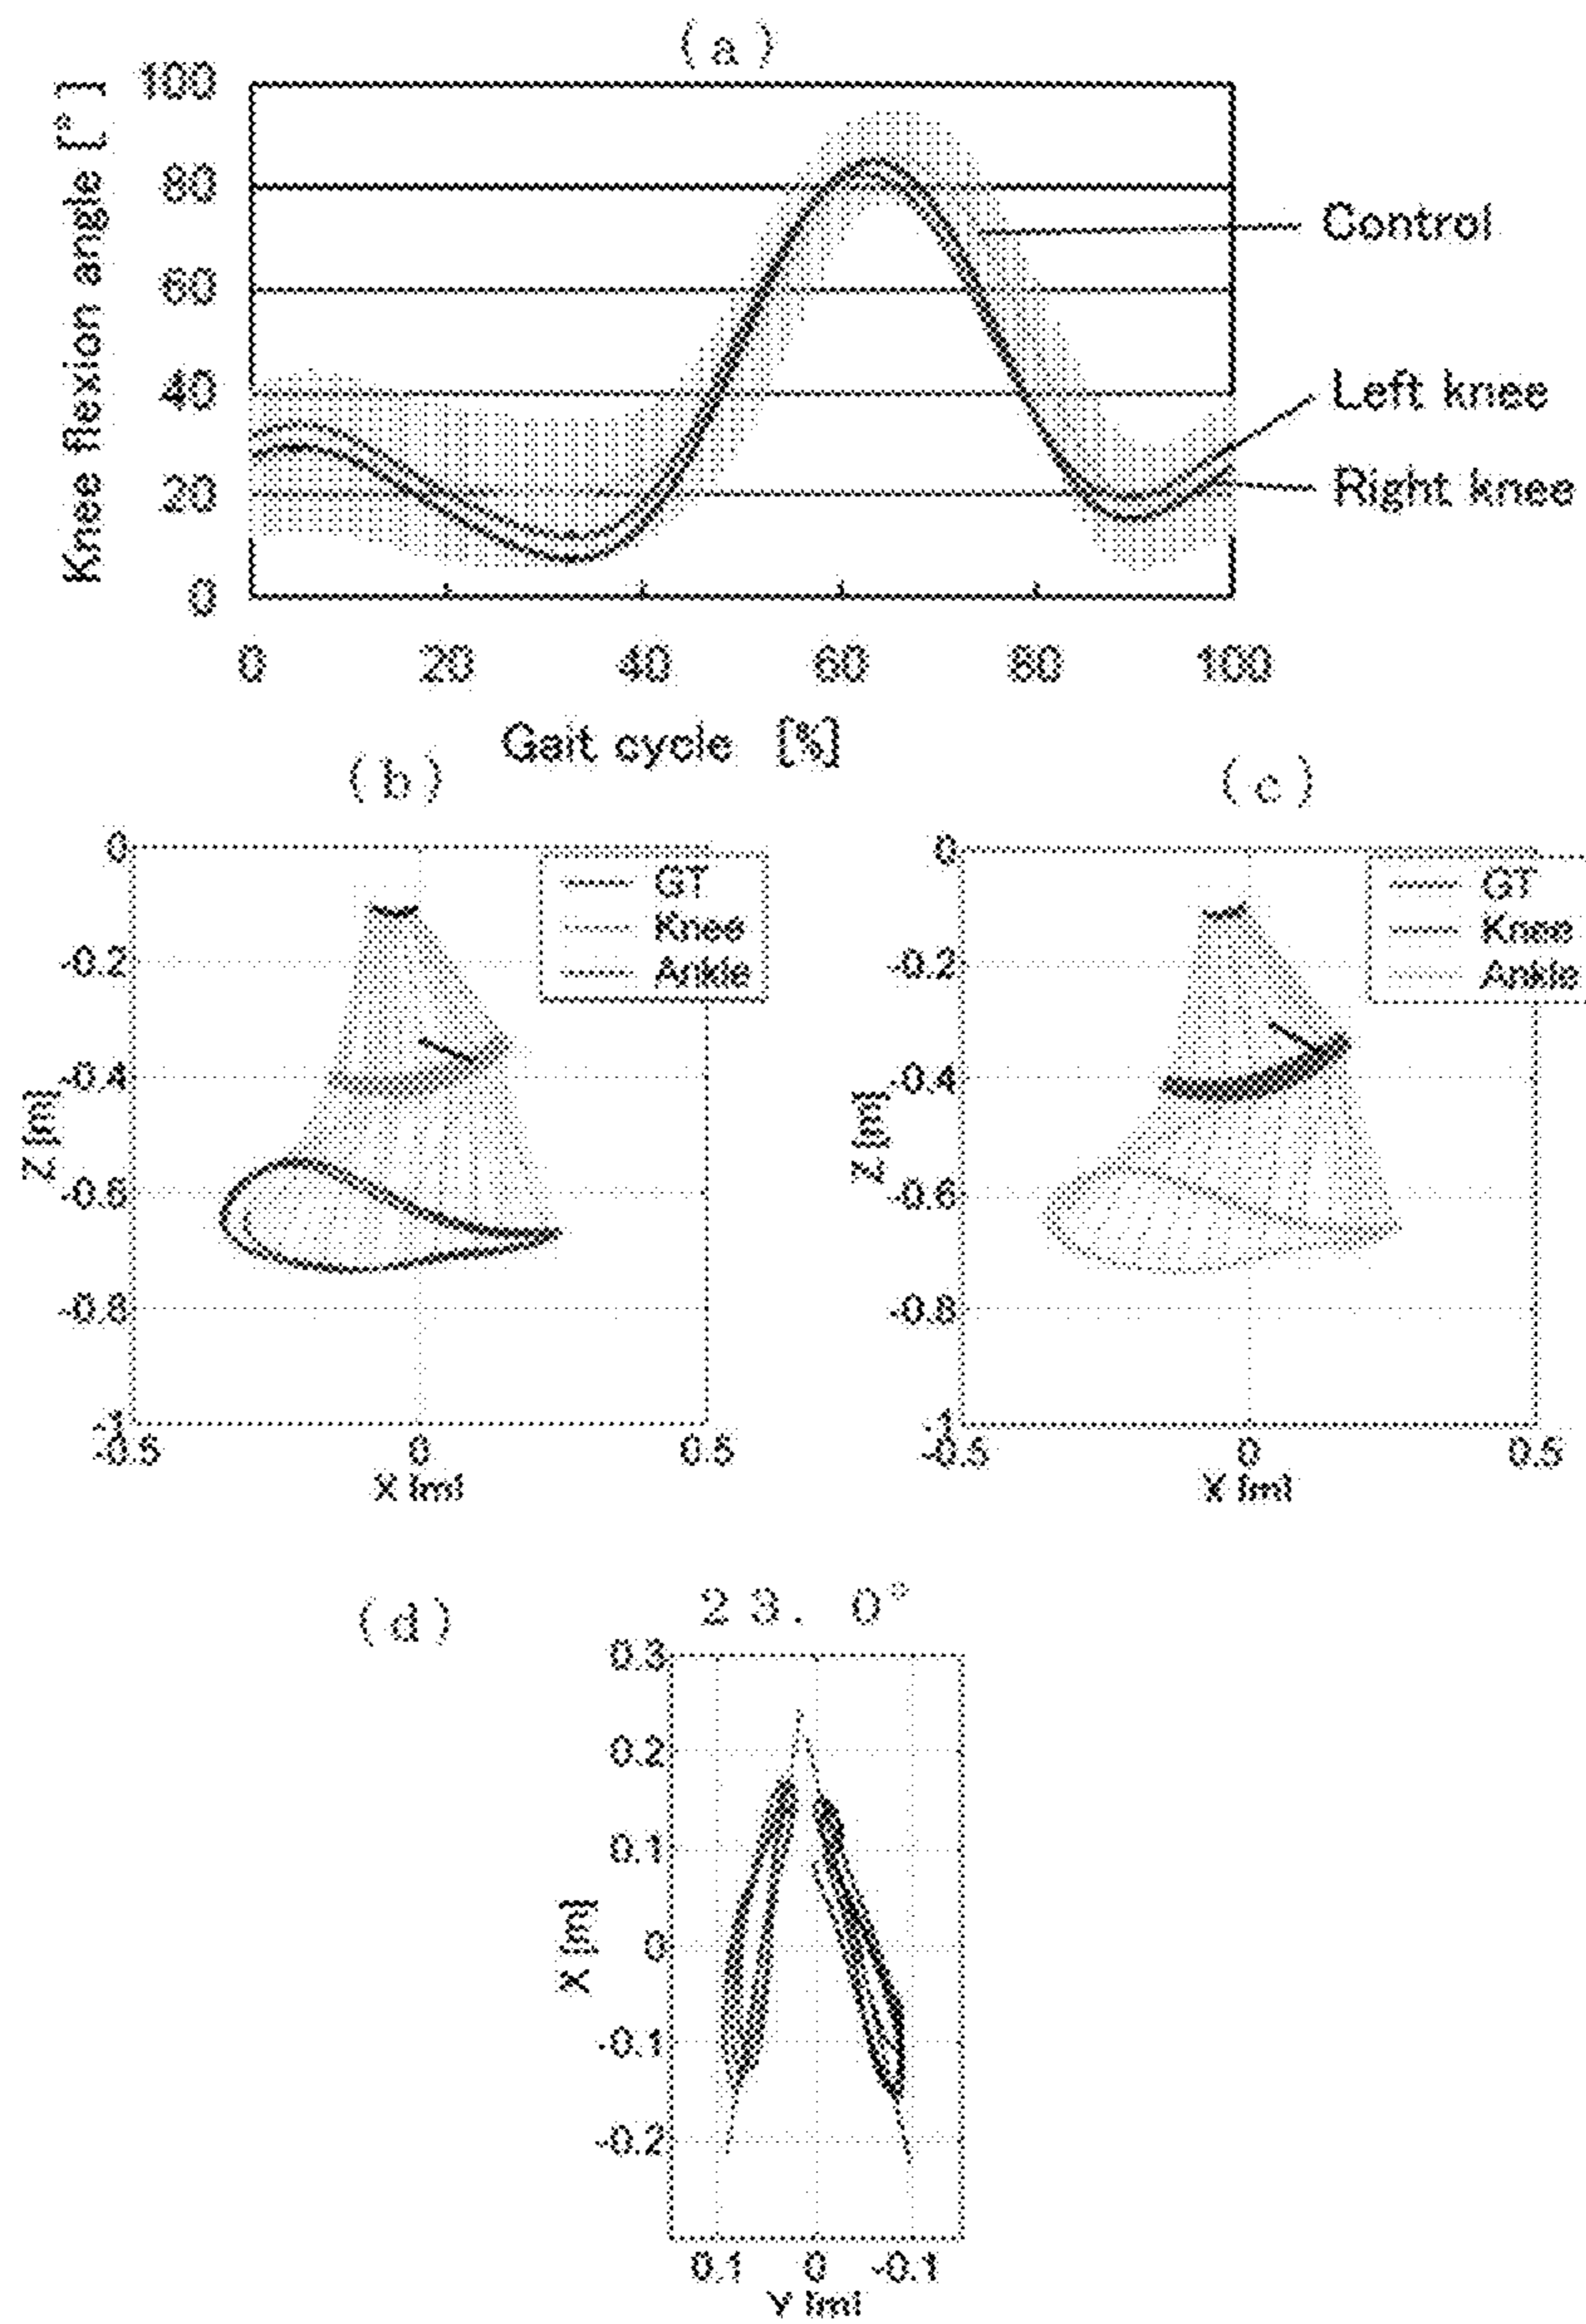 (a)
Knee flexion angle [°]
100
80
60
40
20
0
Control
Left knee
Right knee
0 20 40 60 80 100
Gait cycle [%]
(b)
0
-0.2
-0.4
-0.6
-0.8
-1
Z [m]
GT
Knee
Ankle
-0.5 0 0.5
X [m]
(c)
0
-0.2
-0.4
-0.6
-0.8
-1
Z [m]
GT
Knee
Ankle
-0.5 0 0.5
X [m]
(d)
23. 0°
0.3
0.2
0.1
0
-0.1
-0.2
X [m]
0.1 0 -0.1
Y [m]